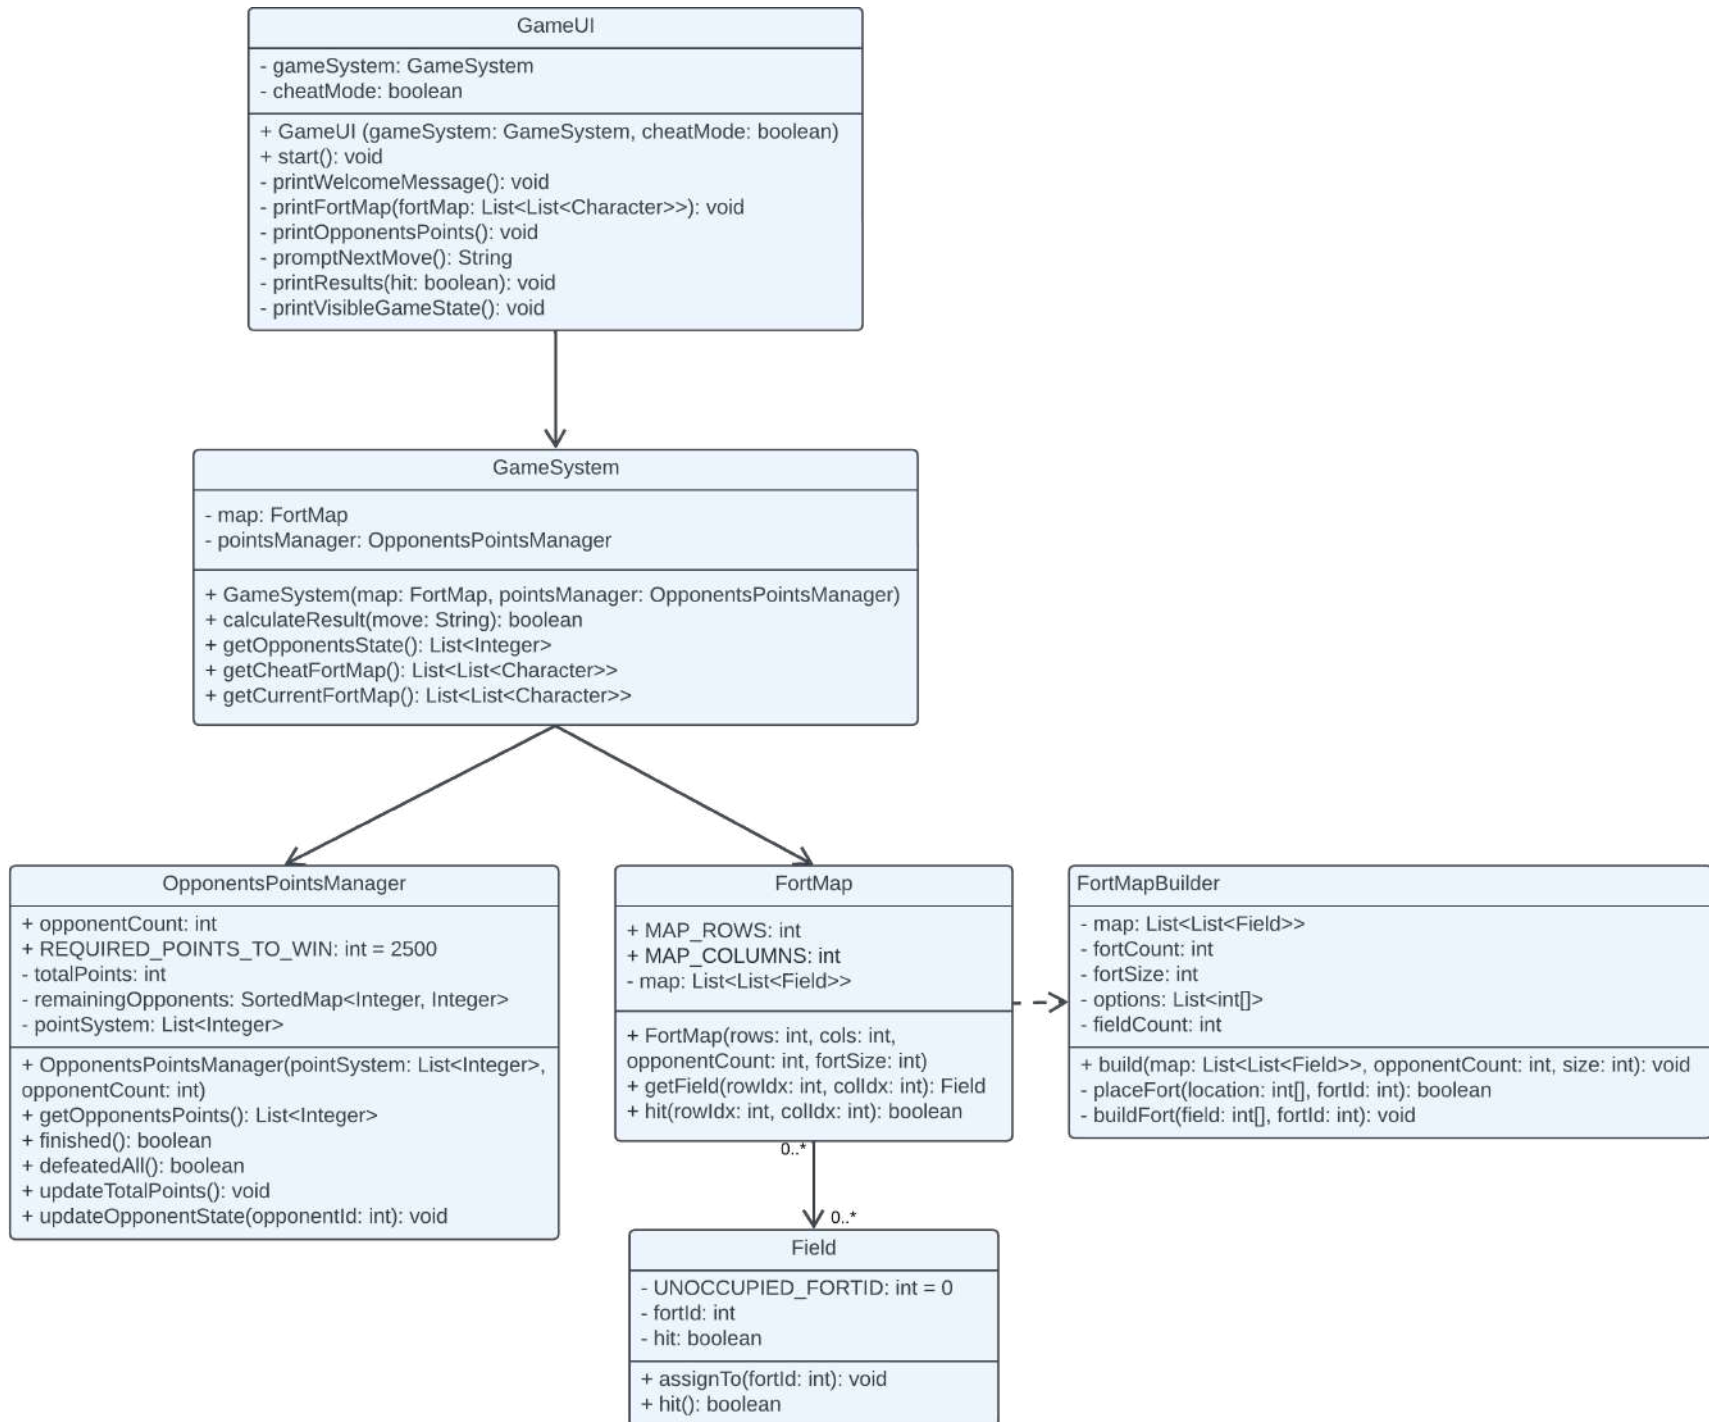 GameUI
- gameSystem: GameSystem
- cheatMode: boolean
+ GameUI (gameSystem: GameSystem, cheatMode: boolean)
+ start(): void
- printWelcomeMessage(): void
- printFortMap(fortMap: List<List<Character>>): void
- printOpponentsPoints(): void
- promptNextMove(): String
- printResults(hit: boolean): void
- printVisibleGameState(): void
GameSystem
- map: FortMap
- pointsManager: OpponentsPointsManager
+ GameSystem(map: FortMap, pointsManager: OpponentsPointsManager)
+ calculateResult(move: String): boolean
+ getOpponentsState(): List<Integer>
+ getCheatFortMap(): List<List<Character>>
+ getCurrentFortMap(): List<List<Character>>
OpponentsPointsManager
+ opponentCount: int
+ REQUIRED_POINTS_TO_WIN: int = 2500
- totalPoints: int
- remainingOpponents: SortedMap<Integer, Integer>
- pointSystem: List<Integer>
+ OpponentsPointsManager(pointSystem: List<Integer>,
opponentCount: int)
+ getOpponentsPoints(): List<Integer>
+ finished(): boolean
+ defeatedAll(): boolean
+ updateTotalPoints(): void
+ updateOpponentState(opponentId: int): void
FortMap
+ MAP_ROWS: int
+ MAP_COLUMNS: int
- map: List<List<Field>>
+ FortMap(rows: int, cols: int,
opponentCount: int, fortSize: int)
+ getField(rowIdx: int, colIdx: int): Field
+ hit(rowIdx: int, colIdx: int): boolean
FortMapBuilder
- map: List<List<Field>>
- fortCount: int
- fortSize: int
- options: List<int[]>
- fieldCount: int
+ build(map: List<List<Field>>, opponentCount: int, size: int): void
- placeFort(location: int[], fortId: int): boolean
- buildFort(field: int[], fortId: int): void
0..*
0..*
Field
- UNOCCUPIED_FORTID: int = 0
- fortId: int
- hit: boolean
+ assignTo(fortId: int): void
+ hit(): boolean